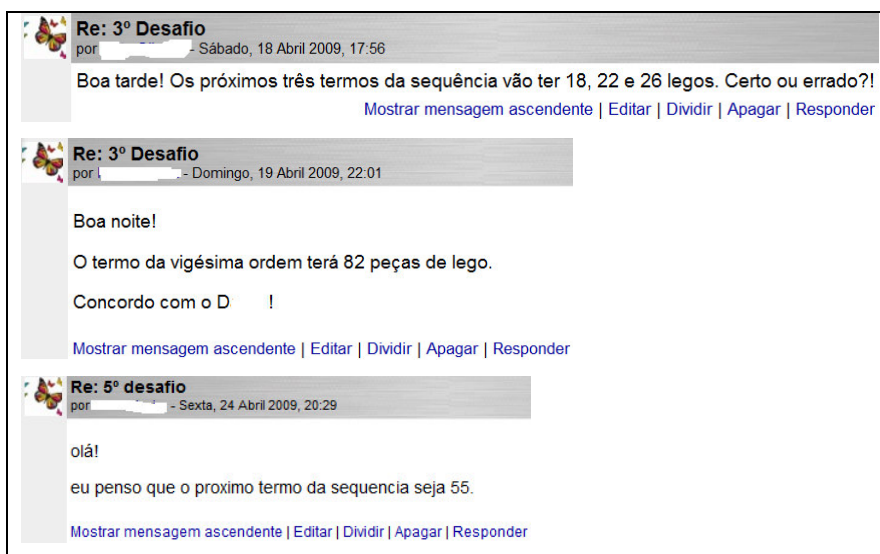 Re: 3º Desafio
por - Sábado, 18 Abril 2009, 17:56
Boa tarde! Os próximos três termos da sequência vão ter 18, 22 e 26 legos. Certo ou errado?!
Mostrar mensagem ascendente | Editar | Dividir | Apagar | Responder
Re: 3º Desafio
por - Domingo, 19 Abril 2009, 22:01
Boa noite!
O termo da vigésima ordem terá 82 peças de lego.
Concordo com o D !
Mostrar mensagem ascendente | Editar | Dividir | Apagar | Responder
Re: 5º desafio
por - Sexta, 24 Abril 2009, 20:29
olá!
eu penso que o proximo termo da sequencia seja 55.
Mostrar mensagem ascendente | Editar | Dividir | Apagar | Responder